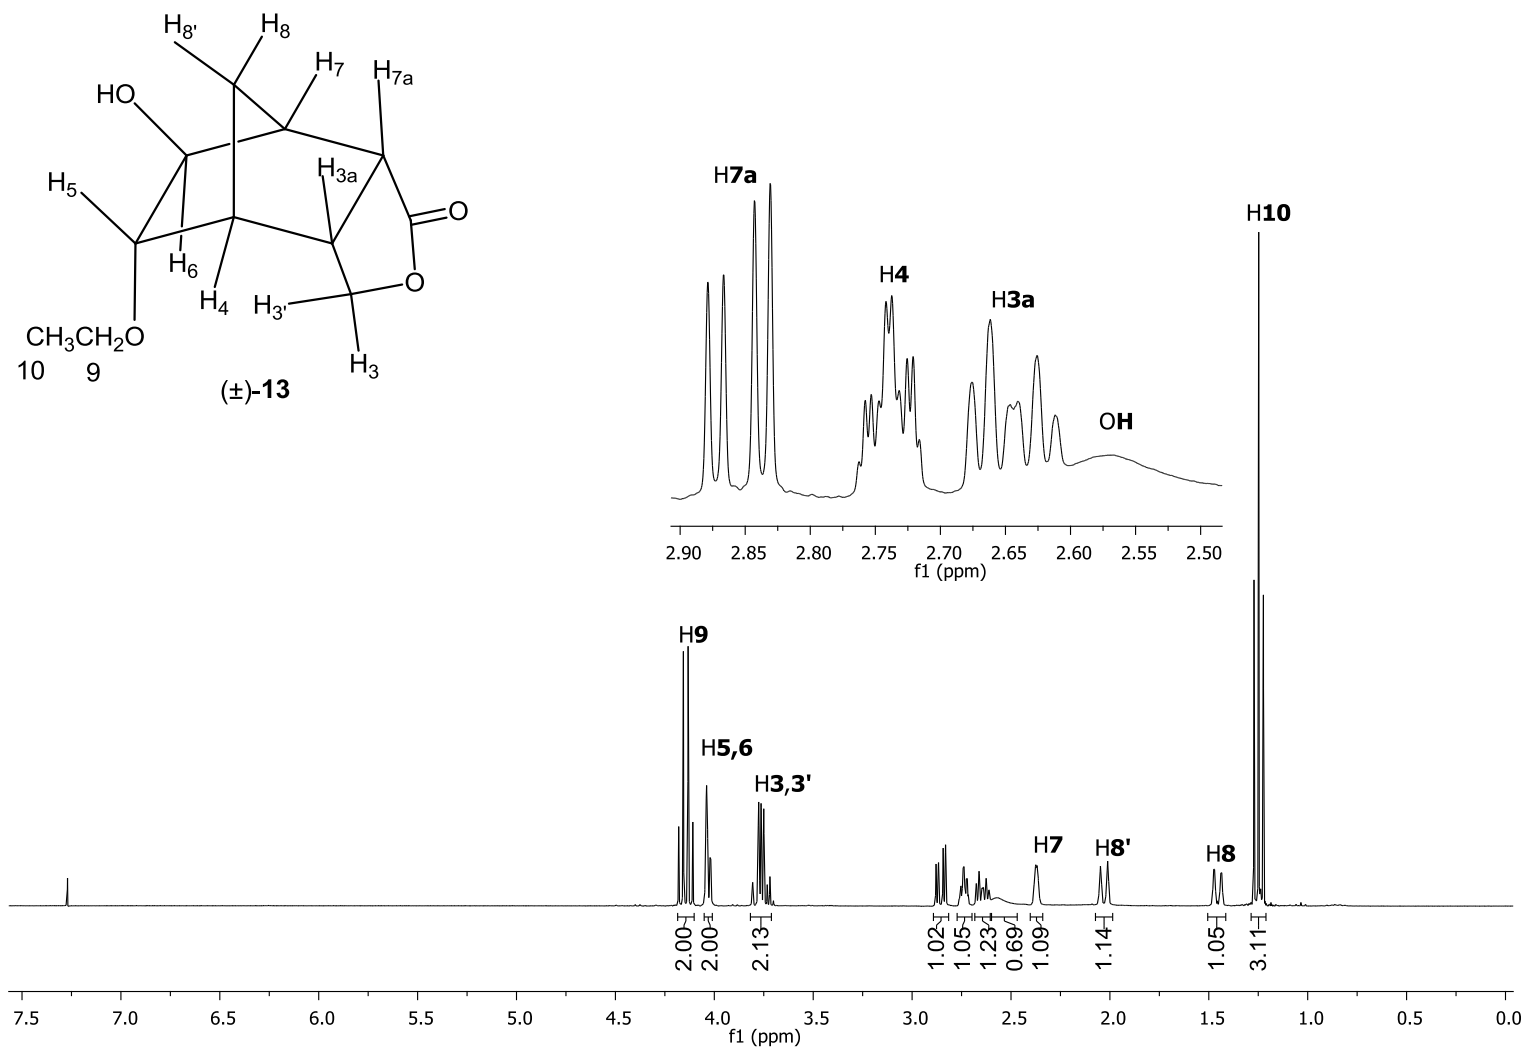 H8' H8
H7
H7a
HO
H3a
H5
O
H6
H4
H3'
O
CH3CH2O
10 9
H3
(±)-13
H7a
H4
H3a
OH
2.90 2.85 2.80 2.75 2.70 2.65 2.60 2.55 2.50
f1 (ppm)
H10
H9
H5,6
H3,3'
H7
H8'
H8
2.00
2.00
2.13
1.02
1.05
1.23
0.69
1.09
1.14
1.05
3.11
7.5 7.0 6.5 6.0 5.5 5.0 4.5 4.0 3.5 3.0 2.5 2.0 1.5 1.0 0.5 0.0
f1 (ppm)